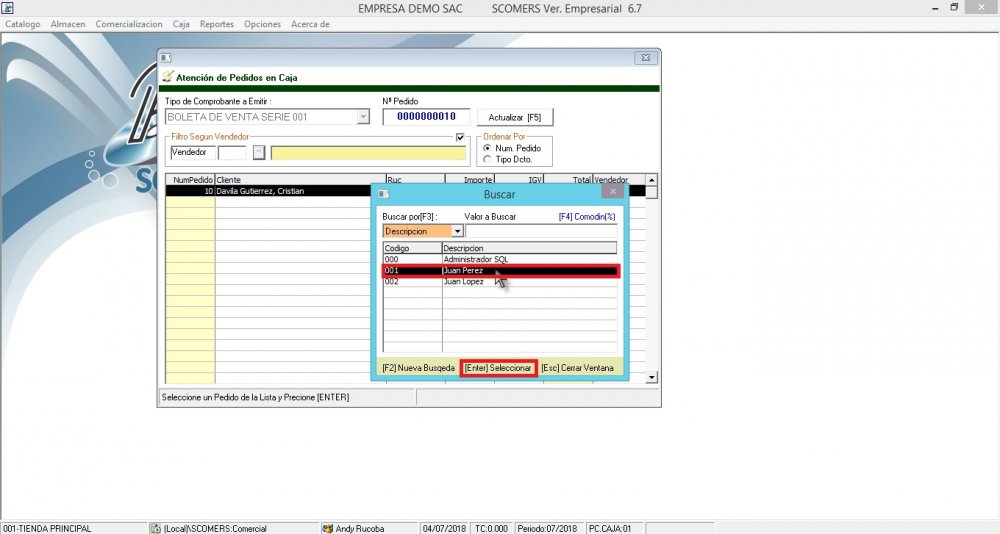 EMPRESA DEMO SAC SCOMERS Ver. Empresarial 6.7
Catalogo Almacen Comercialización Caja Reportes Opciones Acerca de
Atención de Pedidos en Caja
Tipo de Comprobante a Emitir :
Nº Pedido
BOLETA DE VENTA SERIE 001
0000000010
Actualizar [F5]
Filtro Segun Vendedor
Vendedor
Ordenar Por
Num. Pedido
Tipo Dcto.
NumPedido Cliente Ruc Importe IGV Total Vendedor
10 Davila Gutierrez, Cristian
Buscar
Buscar por[F3] : Valor a Buscar [F4] Comodin(%)
Descripcion
Codigo Descripcion
000 Administrador SQL
001 Juan Perez
002 Juan Lopez
[F2] Nueva Busqeda [Enter] Seleccionar [Esc] Cerrar Ventana
Seleccione un Pedido de la Lista y Precione [ENTER]
001-TIENDA PRINCIPAL (Local)\SCOMERS:Comercial Andy Rucoba 04/07/2018 TC:0.000 Periodo:07/2018 PC.CAJA:01